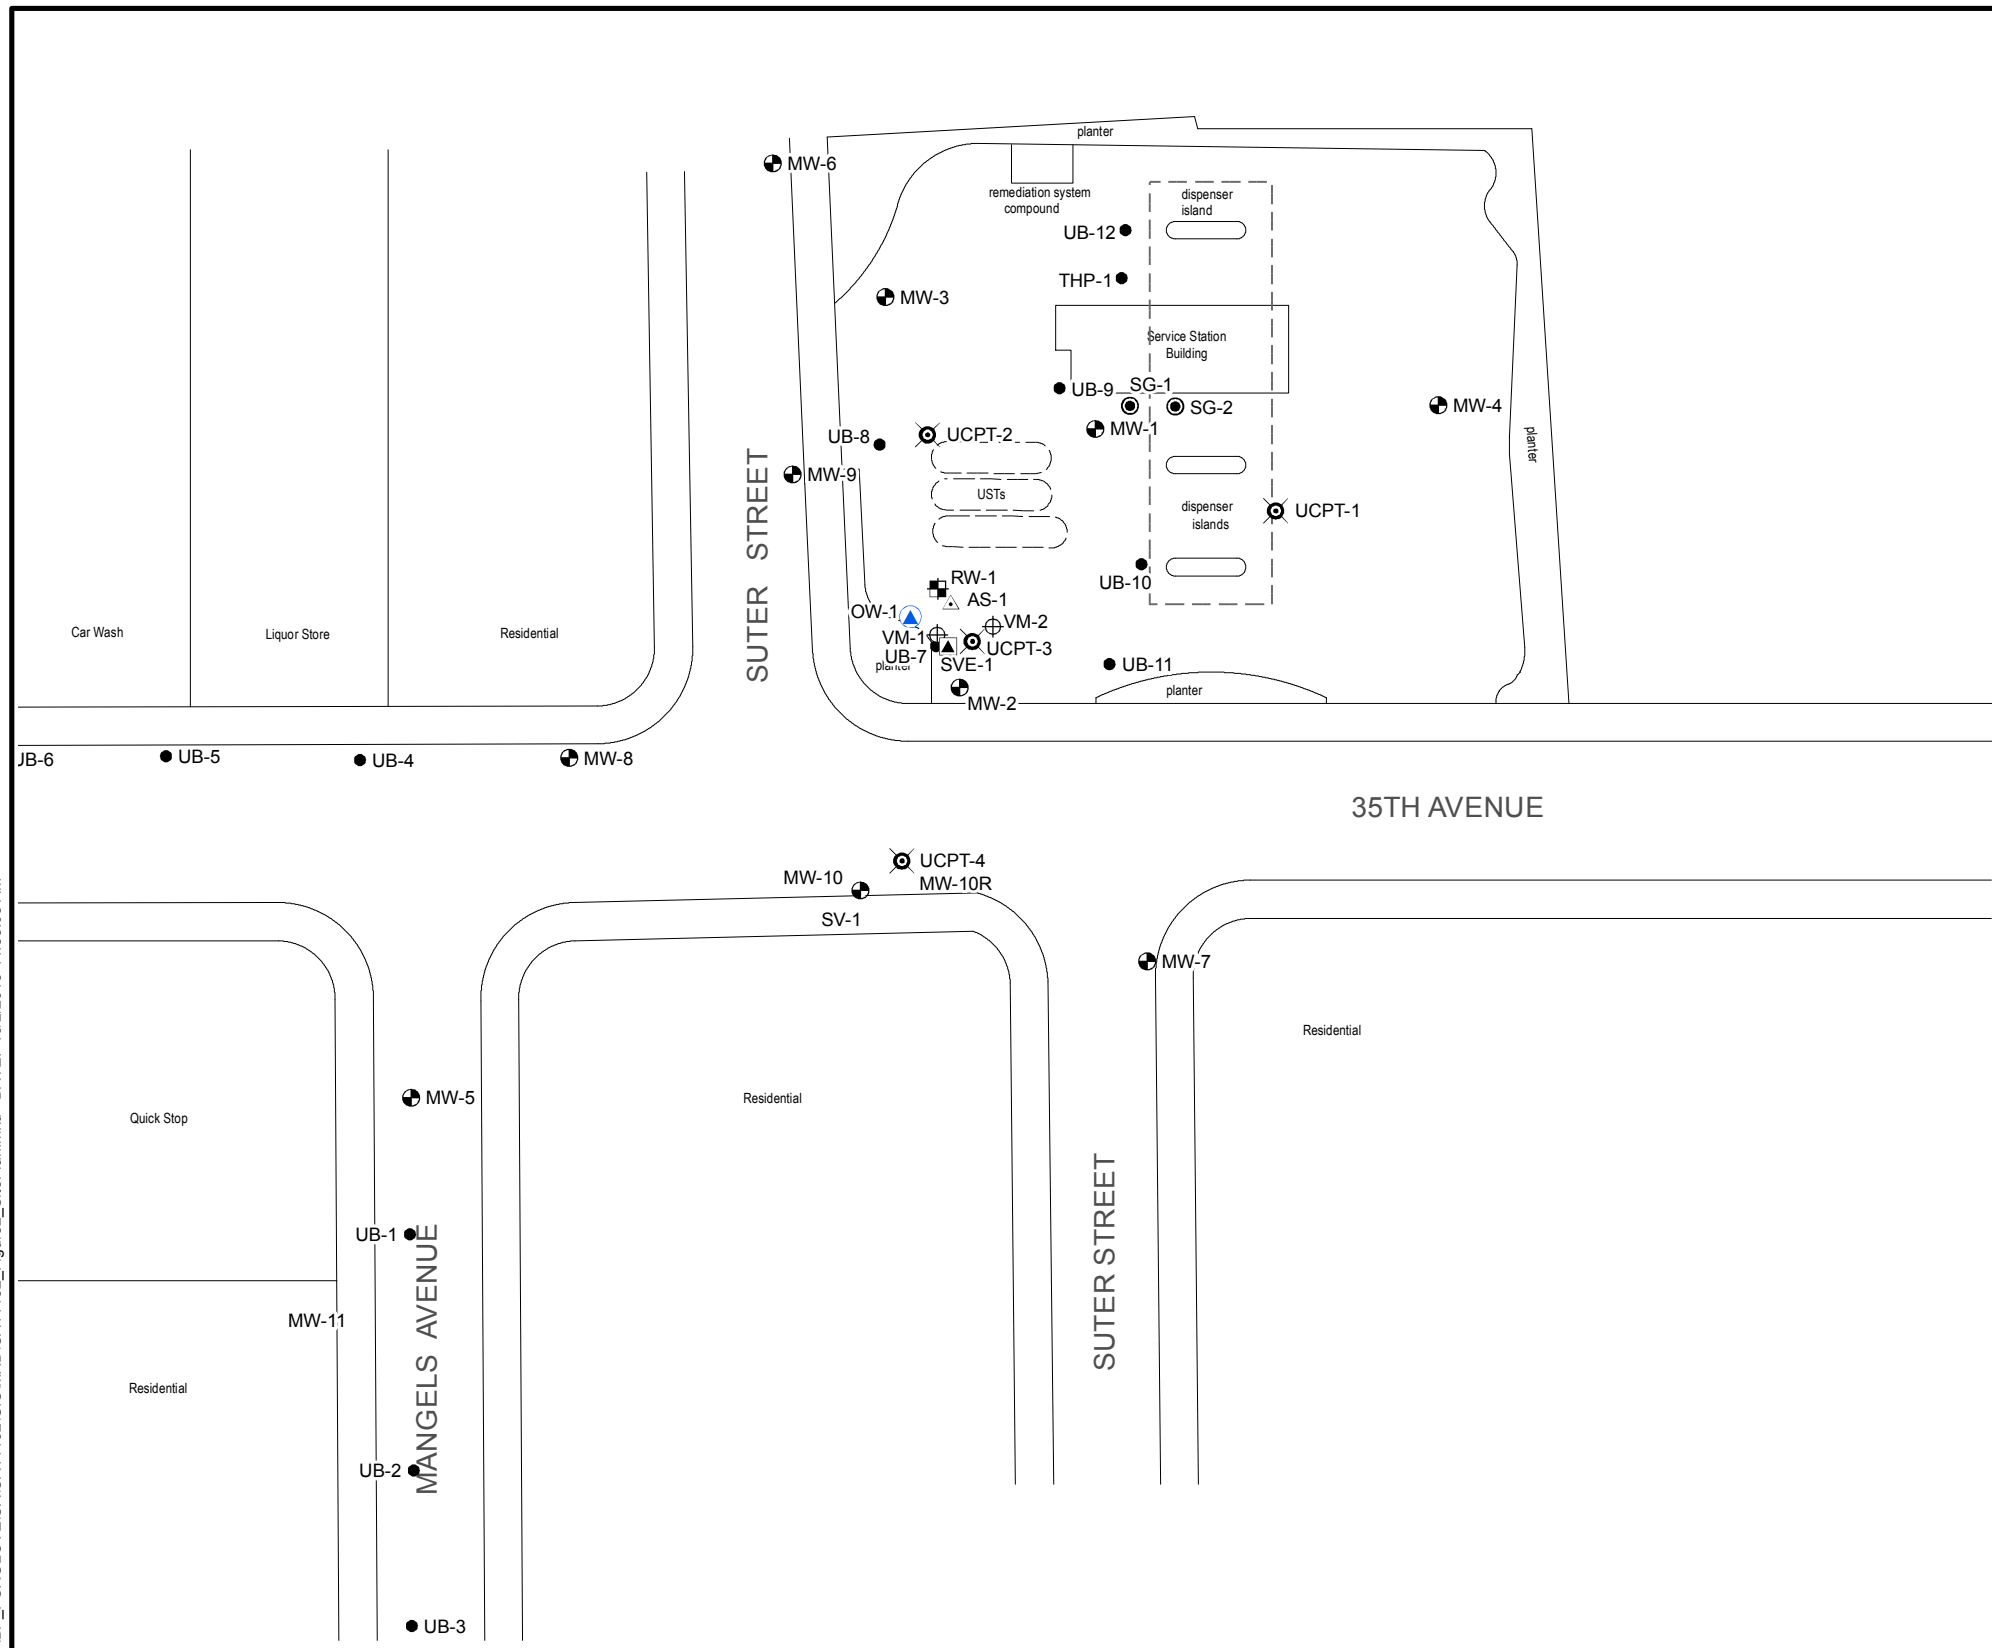 planter
MW-6
remediation system
compound
dispenser
island
UB-12
THP-1
MW-3
Service Station
Building
UB-9
SG-1
SG-2
MW-4
MW-1
UB-8
UCPT-2
planter
MW-9
USTs
SUTER STREET
dispenser
islands
UCPT-1
UB-10
RW-1
AS-1
OW-1
VM-2
VM-1
UB-7
UCPT-3
planter
SVE-1
UB-11
planter
MW-2
Car Wash
Liquor Store
Residential
UB-5
UB-4
MW-8
35TH AVENUE
UCPT-4
MW-10
MW-10R
SV-1
MW-7
Residential
MW-5
Residential
Quick Stop
UB-1
MANGELS AVENUE
SUTER STREET
MW-11
Residential
UB-2
UB-3